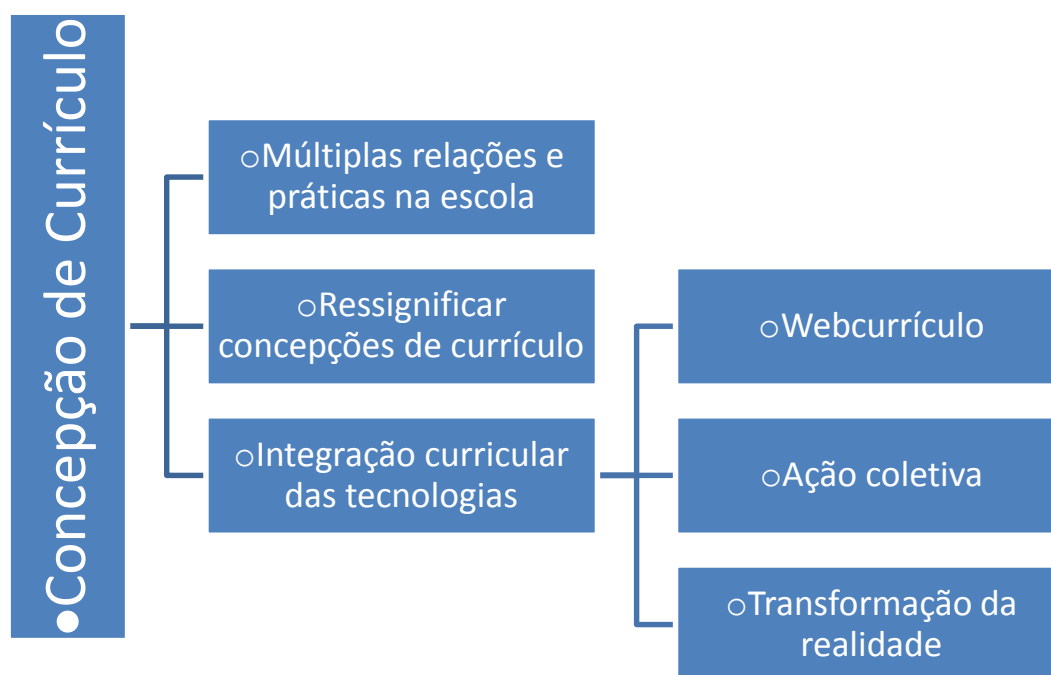 ●Concepção de Currículo
○Múltiplas relações e
práticas na escola
○Ressignificar
concepções de currículo
○Integração curricular
das tecnologias
○Webcurrículo
○Ação coletiva
○Transformação da
realidade